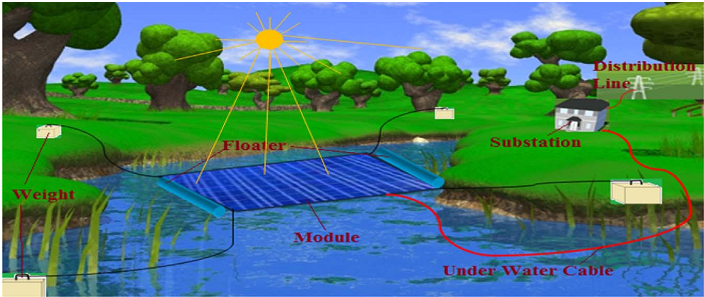 Distribution
Line
Floater
Substation
Weight
Module
Under Water Cable